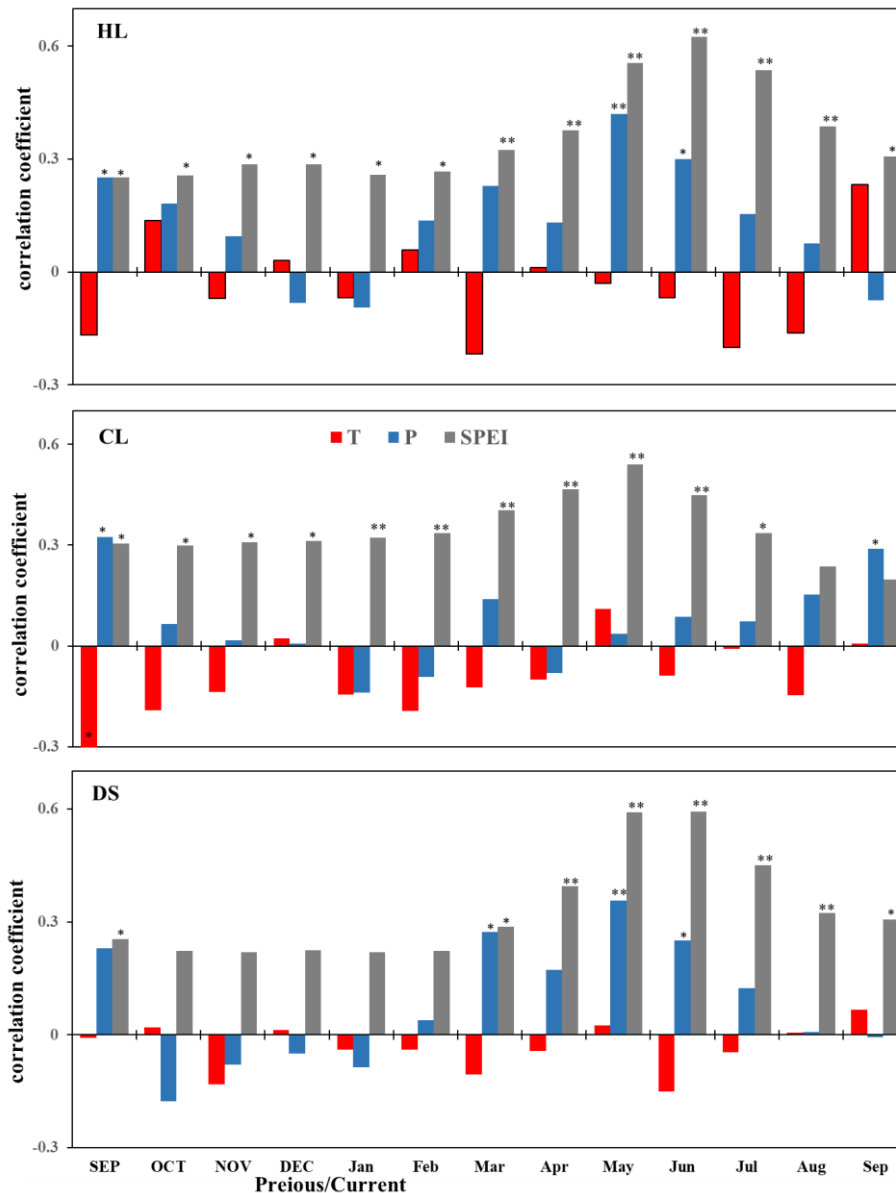 HL
correlation coefficient
0.6
0.3
0
-0.3
* * * * * * * ** ** ** ** * ** ** ** *
CL
T P SPEI
correlation coefficient
0.6
0.3
0
-0.3
* * * * * * ** ** ** ** ** ** * * *
DS
correlation coefficient
0.6
0.3
0
-0.3
* * * ** ** ** * ** ** ** *
SEP OCT NOV DEC Jan Feb Mar Apr May Jun Jul Aug Sep
Preious/Current